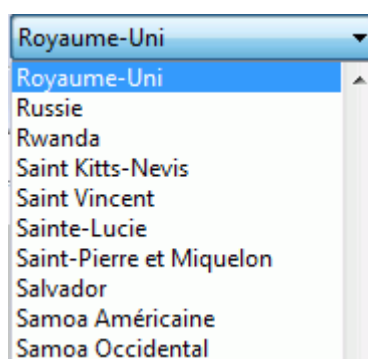 Royaume-Uni
Royaume-Uni
Russie
Rwanda
Saint Kitts-Nevis
Saint Vincent
Sainte-Lucie
Saint-Pierre et Miquelon
Salvador
Samoa Américaine
Samoa Occidental